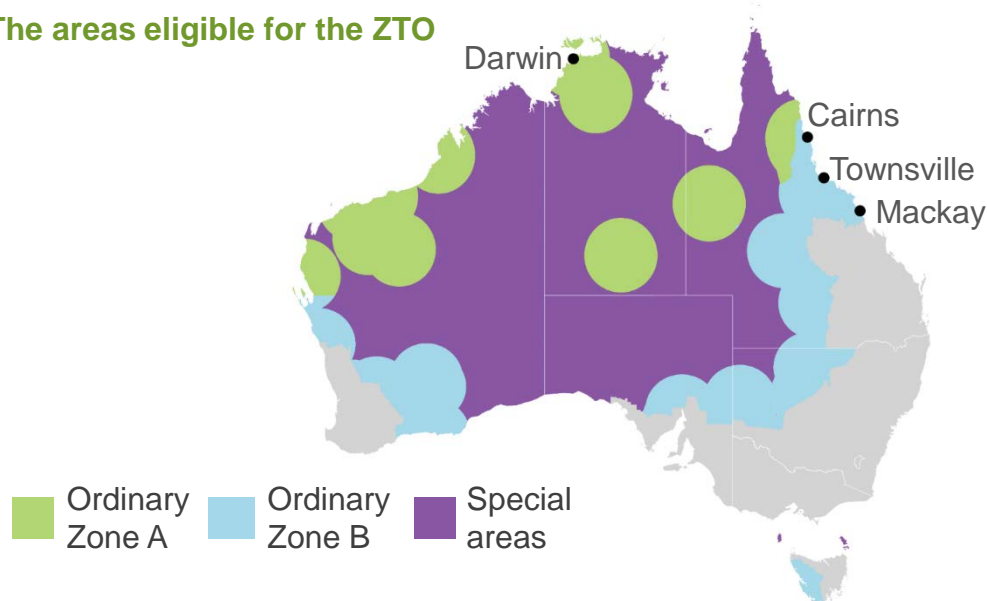 The areas eligible for the ZTO
Darwin
Cairns
Townsville
Mackay
Ordinary
Zone A
Ordinary
Zone B
Special
areas